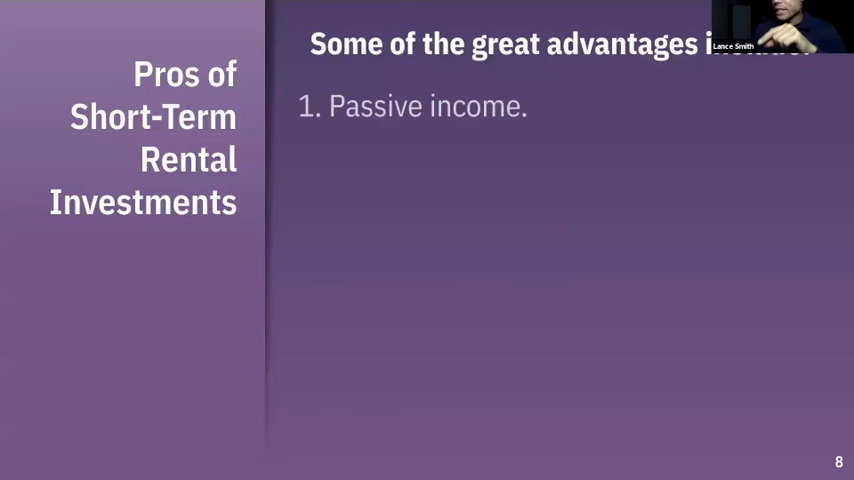 Pros of
Short-Term
Rental
Investments
Some of the great advantages
1. Passive income.
Lance Smith
8